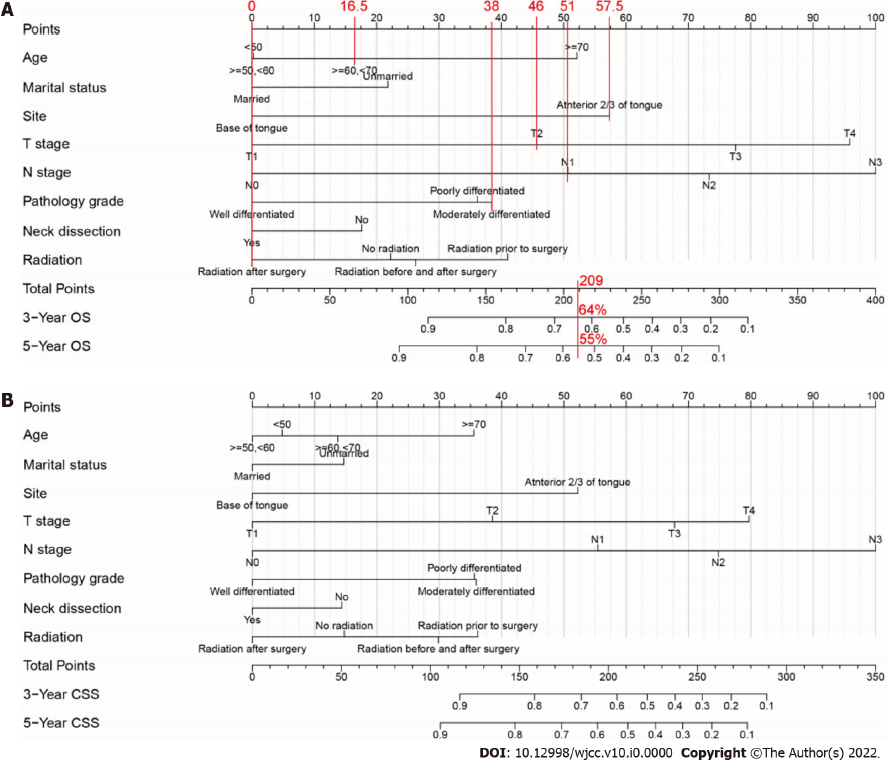 A
0 16.5 38 46 51 57.5
Points
0 10 20 30 40 50 60 70 80 90 100
<50 >=70
Age
>=50,<60 >=60,<70
Unmarried
Marital status
Married
Atnterior 2/3 of tongue
Site
Base of tongue
T2 T4
T stage
T1 T3
N1 N3
N stage
N0 N2
Poorly differentiated
Pathology grade
Well differentiated Moderately differentiated
No
Neck dissection
Yes
No radiation Radiation prior to surgery
Radiation
Radiation after surgery Radiation before and after surgery
209
Total Points
0 50 100 150 200 250 300 350 400
64%
3-Year OS
0.9 0.8 0.7 0.6 0.5 0.4 0.3 0.2 0.1
55%
5-Year OS
0.9 0.8 0.7 0.6 0.5 0.4 0.3 0.2 0.1
B
0 10 20 30 40 50 60 70 80 90 100
Points
<50 >=70
Age
>=50,<60 >=60,<70
Unmarried
Marital status
Married
Atnterior 2/3 of tongue
Site
Base of tongue
T2 T4
T stage
T1 T3
N1 N3
N stage
N0 N2
Poorly differentiated
Pathology grade
Well differentiated Moderately differentiated
No
Neck dissection
Yes
No radiation Radiation prior to surgery
Radiation
Radiation after surgery Radiation before and after surgery
Total Points
0 50 100 150 200 250 300 350
3-Year CSS
0.9 0.8 0.7 0.6 0.5 0.4 0.3 0.2 0.1
5-Year CSS
0.9 0.8 0.7 0.6 0.5 0.4 0.3 0.2 0.1
DOI: 10.12998/wjcc.v10.i0.0000 Copyright ©The Author(s) 2022.